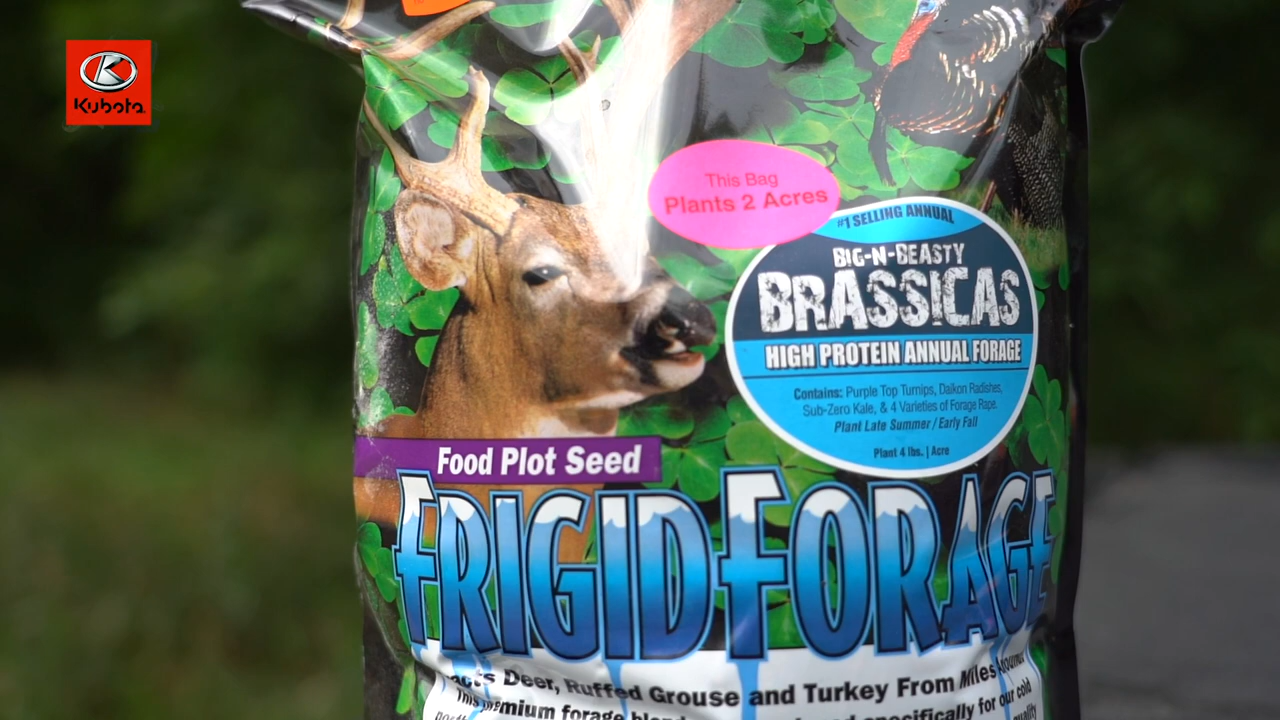 Kubota
This Bag
Plants 2 Acres
#1 SELLING ANNUAL
BIG-N-BEASTY
BRASSICAS
HIGH PROTEIN ANNUAL FORAGE
Contains: Purple Top Turnips, Daikon Radishes,
Sub-Zero Kale, & 4 Varieties of Forage Rape.
Plant Late Summer / Early Fall
Plant 4 lbs. | Acre
Food Plot Seed
FRIGID FORAGE
Deer, Ruffed Grouse and Turkey From Miles Around
This premium forage specifically for our cold
quality